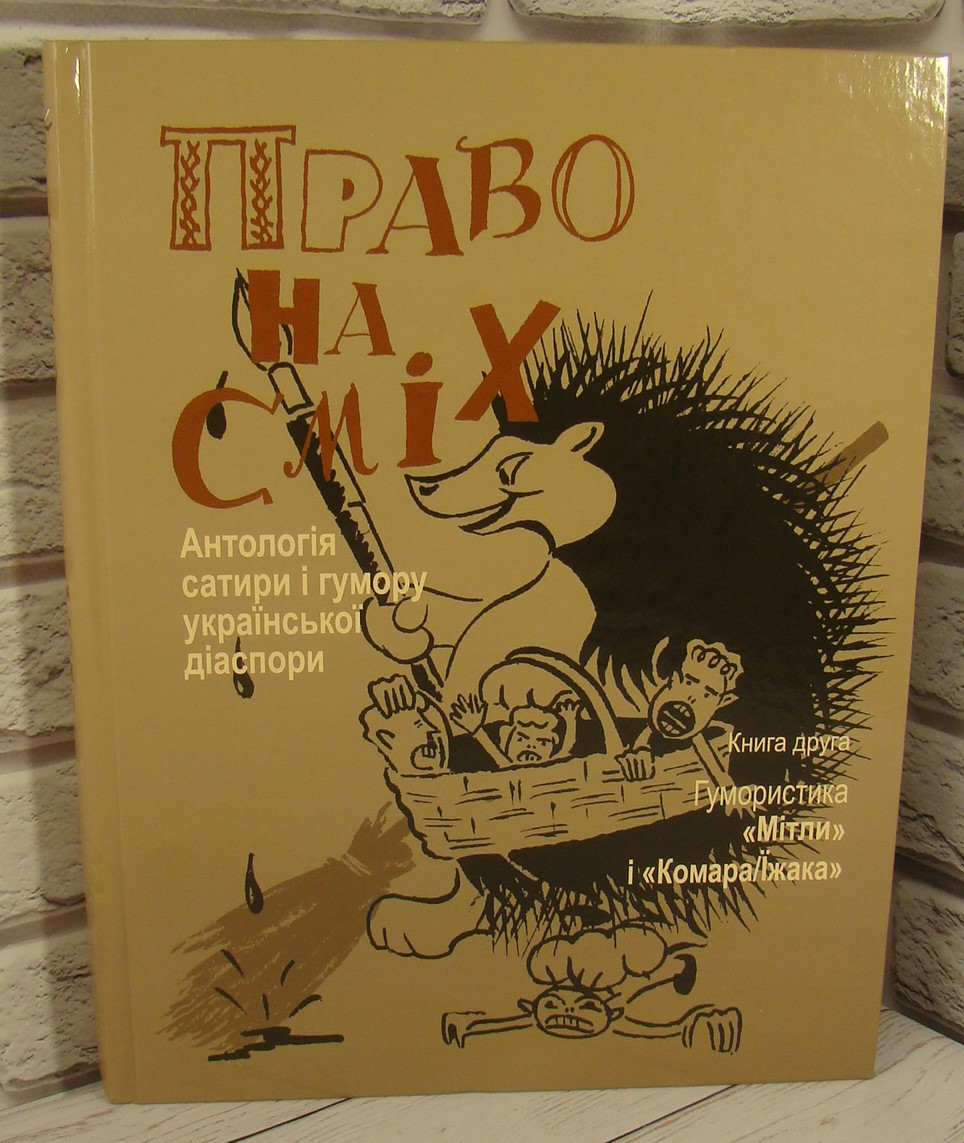 Право
на
сміх
Антологія
сатири і гумору
української
діаспори
Книга друга
Гумористика
«Мітли»
і «Комара/Їжака»